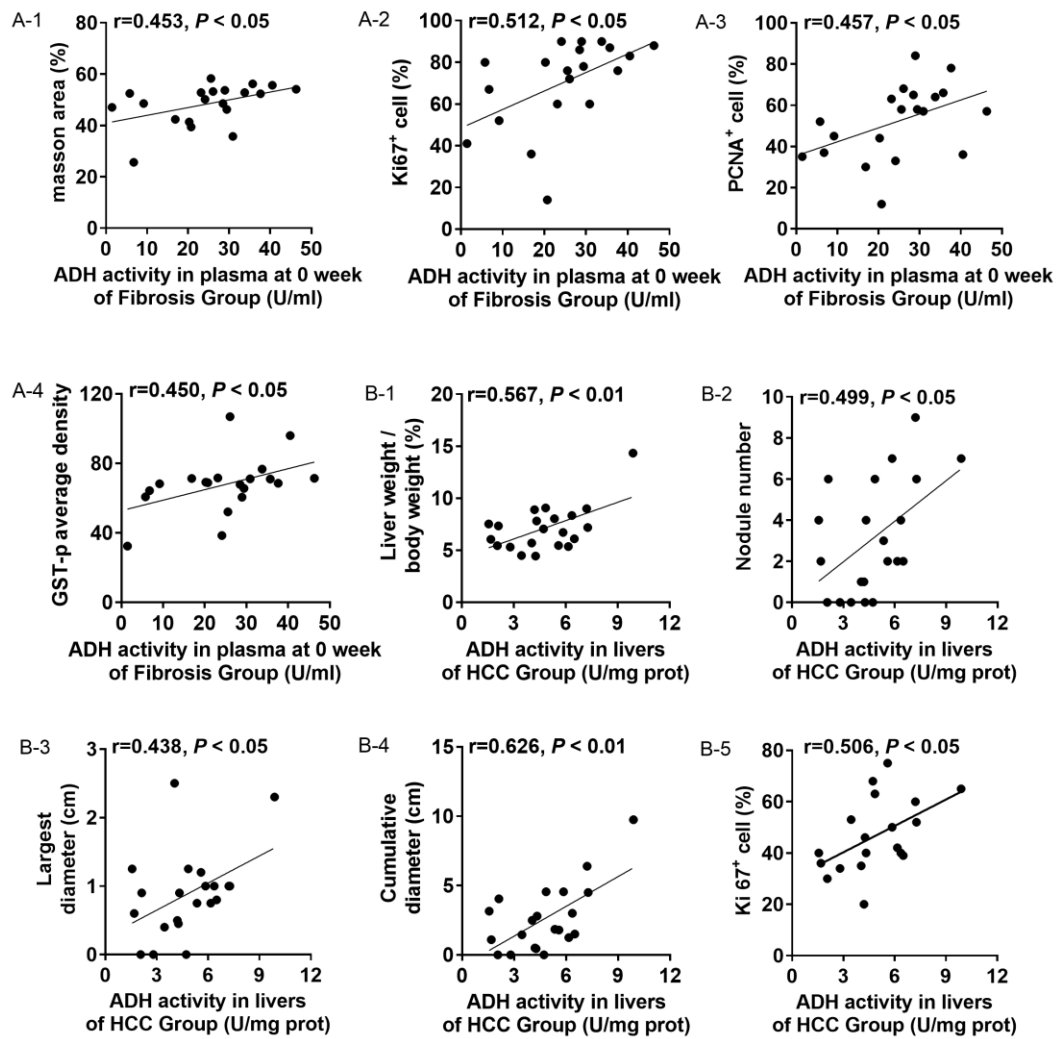 A-1
r=0.453, P < 0.05
masson area (%)
80
60
40
20
0
0 10 20 30 40 50
ADH activity in plasma at 0 week
of Fibrosis Group (U/ml)
A-2
r=0.512, P < 0.05
Ki67+ cell (%)
100
80
60
40
20
0
0 10 20 30 40 50
ADH activity in plasma at 0 week
of Fibrosis Group (U/ml)
A-3
r=0.457, P < 0.05
PCNA+ cell (%)
100
80
60
40
20
0
0 10 20 30 40 50
ADH activity in plasma at 0 week
of Fibrosis Group (U/ml)
A-4
r=0.450, P < 0.05
GST-p average density
120
80
40
0
0 10 20 30 40 50
ADH activity in plasma at 0 week
of Fibrosis Group (U/ml)
B-1
r=0.567, P < 0.01
Liver weight /
body weight (%)
20
15
10
5
0
0 3 6 9 12
ADH activity in livers
of HCC Group (U/mg prot)
B-2
r=0.499, P < 0.05
Nodule number
10
8
6
4
2
0
0 3 6 9 12
ADH activity in livers
of HCC Group (U/mg prot)
B-3
r=0.438, P < 0.05
Largest
diameter (cm)
3
2
1
0
0 3 6 9 12
ADH activity in livers
of HCC Group (U/mg prot)
B-4
r=0.626, P < 0.01
Cumulative
diameter (cm)
15
10
5
0
0 3 6 9 12
ADH activity in livers
of HCC Group (U/mg prot)
B-5
r=0.506, P < 0.05
Ki 67+ cell (%)
80
60
40
20
0
0 3 6 9 12
ADH activity in livers
of HCC Group (U/mg prot)